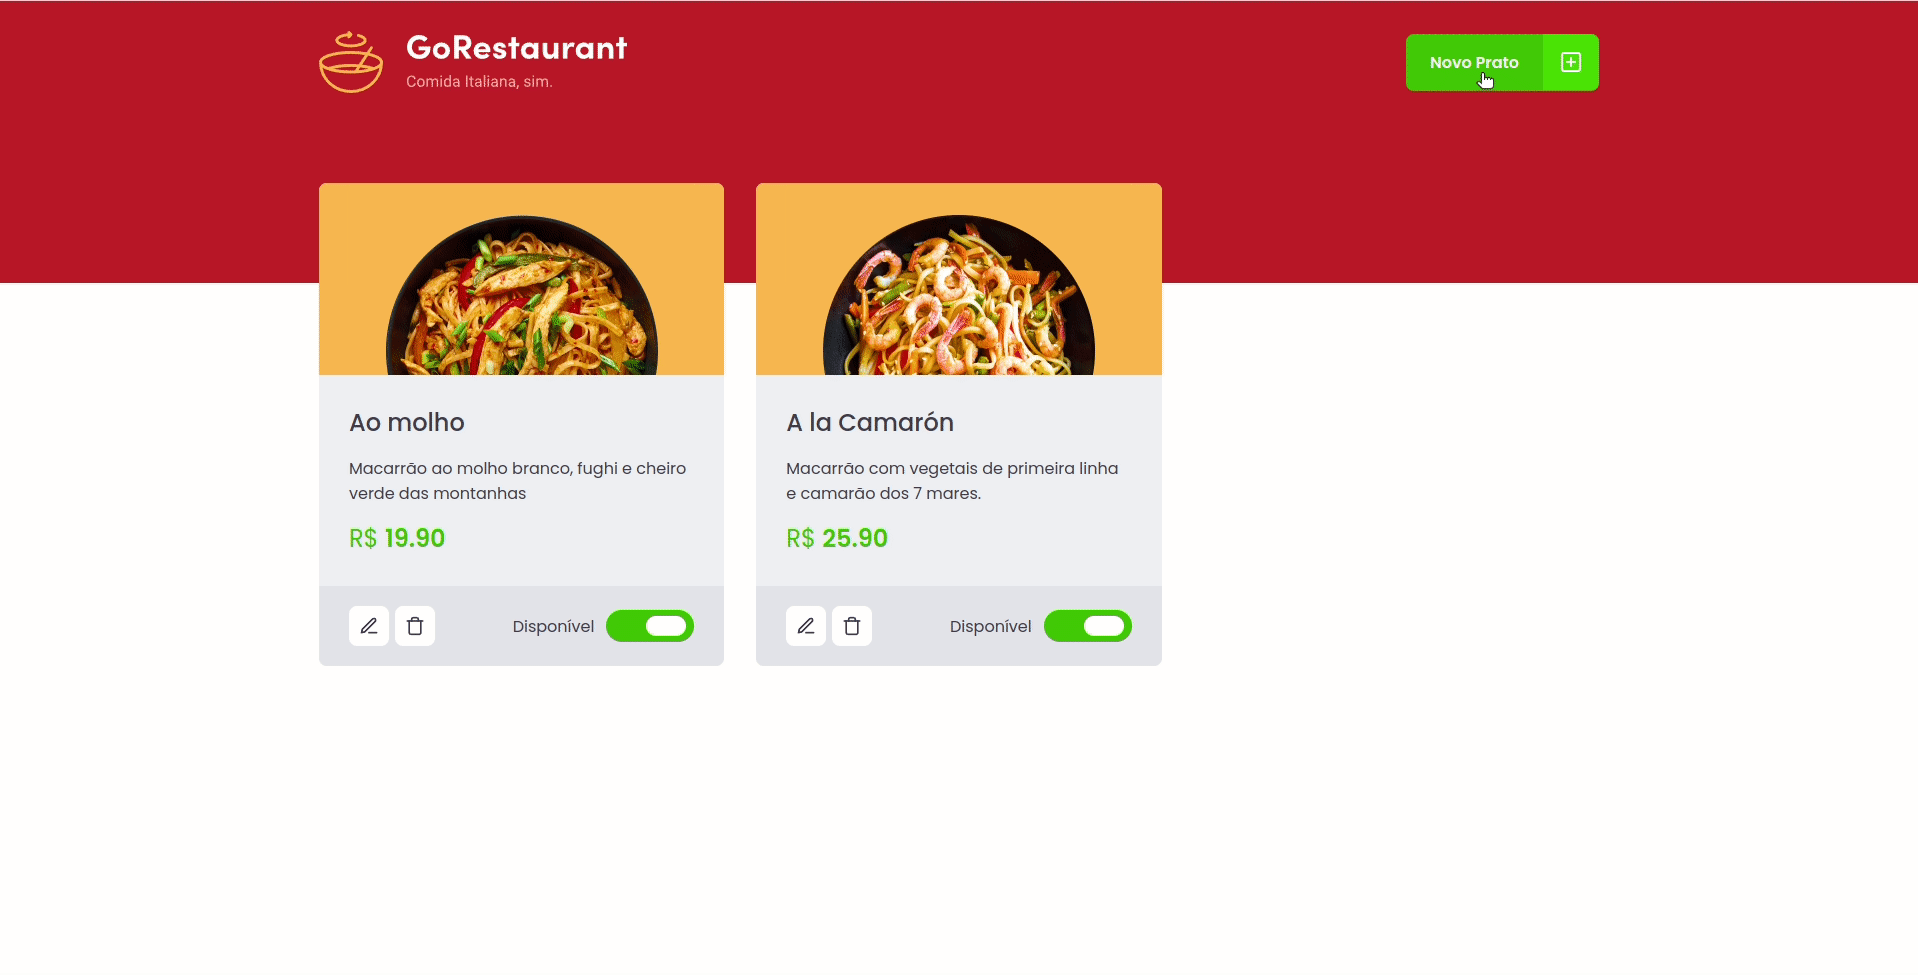 GoRestaurant
Comida Italiana, sim.
Novo Prato
Ao molho
Macarrão ao molho branco, fughi e cheiro
verde das montanhas
R$ 19.90
Disponível
A la Camarón
Macarrão com vegetais de primeira linha
e camarão dos 7 mares.
R$ 25.90
Disponível